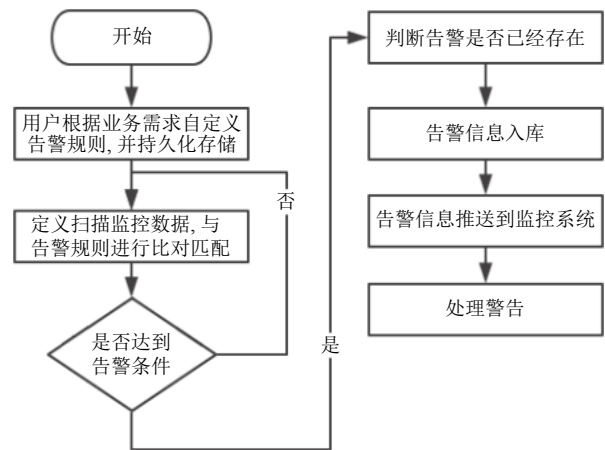 开始
用户根据业务需求自定义
告警规则, 并持久化存储
否
定义扫描监控数据, 与
告警规则进行比对匹配
是否达到
告警条件
是
判断告警是否已经存在
告警信息入库
告警信息推送到监控系统
处理警告